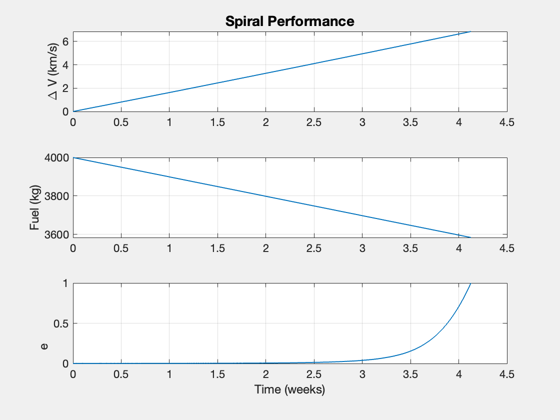 Spiral Performance
Δ V (km/s)
6
4
2
0
0 0.5 1 1.5 2 2.5 3 3.5 4 4.5
Fuel (kg)
4000
3800
3600
0 0.5 1 1.5 2 2.5 3 3.5 4 4.5
e
1
0.5
0
0 0.5 1 1.5 2 2.5 3 3.5 4 4.5
Time (weeks)